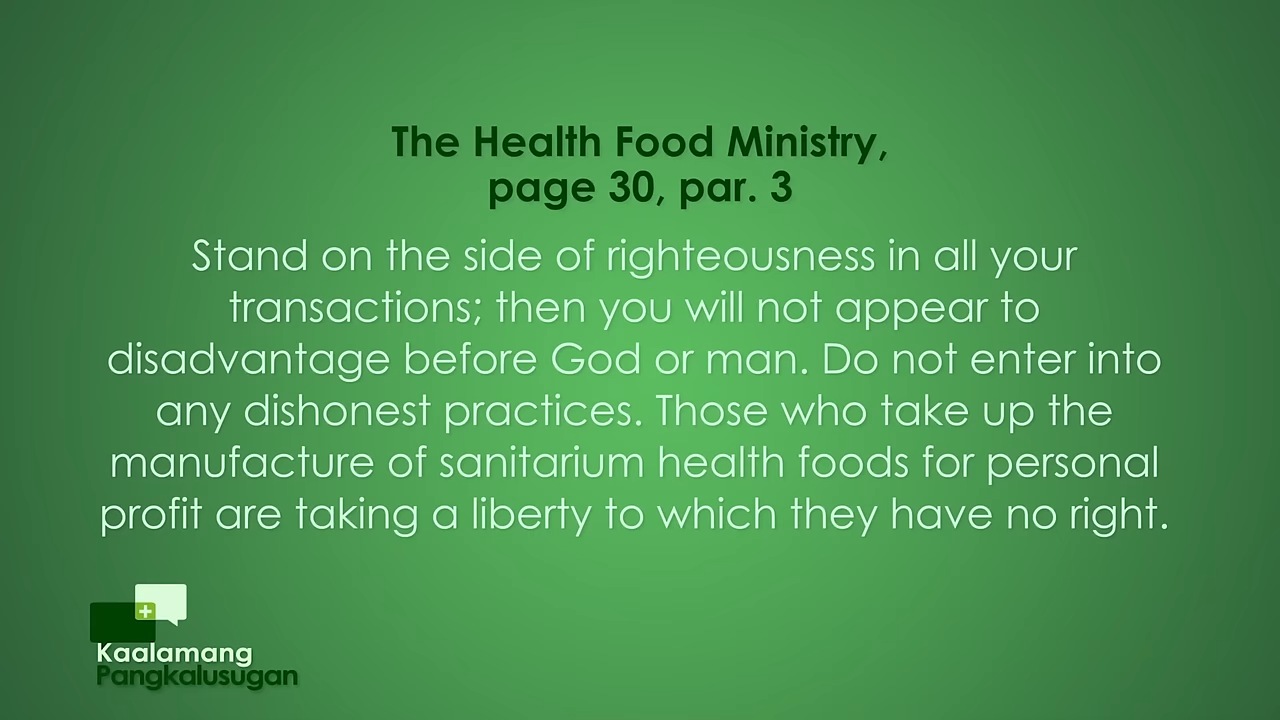 The Health Food Ministry,
page 30, par. 3
Stand on the side of righteousness in all your
transactions; then you will not appear to
disadvantage before God or man. Do not enter into
any dishonest practices. Those who take up the
manufacture of sanitarium health foods for personal
profit are taking a liberty to which they have no right.
Kaalamang
Pangkalusugan